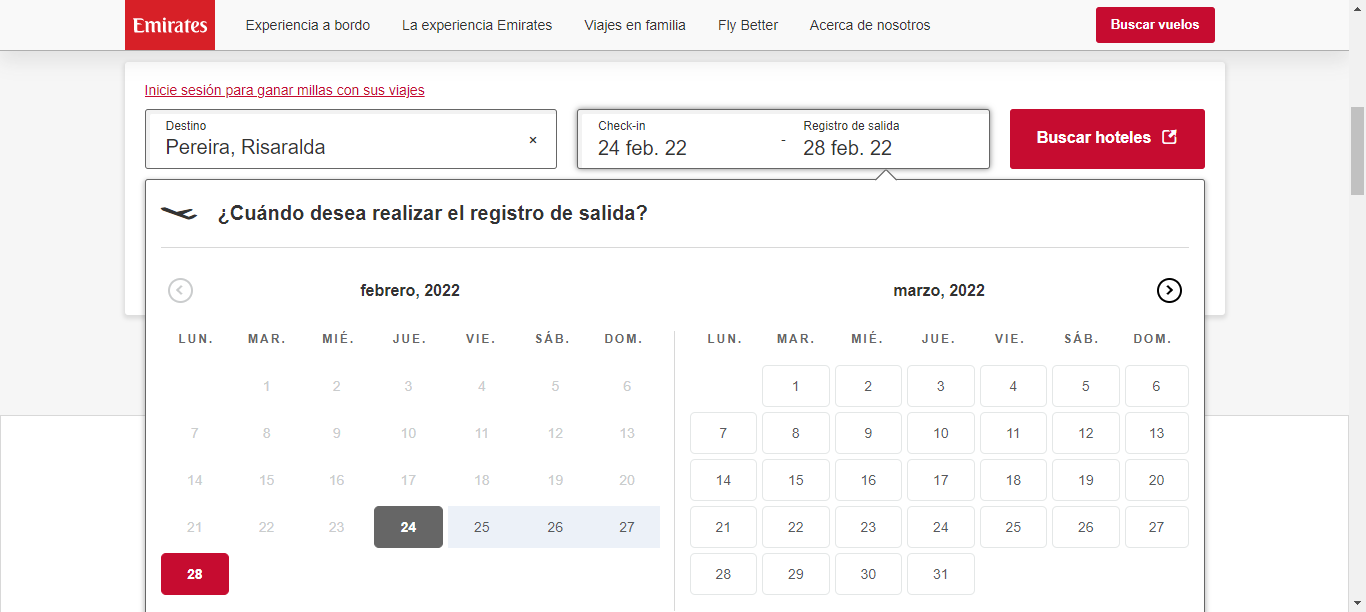 Emirates Experiencia a bordo La experiencia Emirates Viajes en familia Fly Better Acerca de nosotros Buscar vuelos
Inicie sesión para ganar millas con sus viajes
Destino
Pereira, Risaralda ×
Check-in
24 feb. 22
-
Registro de salida
28 feb. 22
Buscar hoteles
¿Cuándo desea realizar el registro de salida?
febrero, 2022
LUN. MAR. MIÉ. JUE. VIE. SÁB. DOM.
1 2 3 4 5 6
7 8 9 10 11 12 13
14 15 16 17 18 19 20
21 22 23 24 25 26 27
28
marzo, 2022
LUN. MAR. MIÉ. JUE. VIE. SÁB. DOM.
1 2 3 4 5 6
7 8 9 10 11 12 13
14 15 16 17 18 19 20
21 22 23 24 25 26 27
28 29 30 31